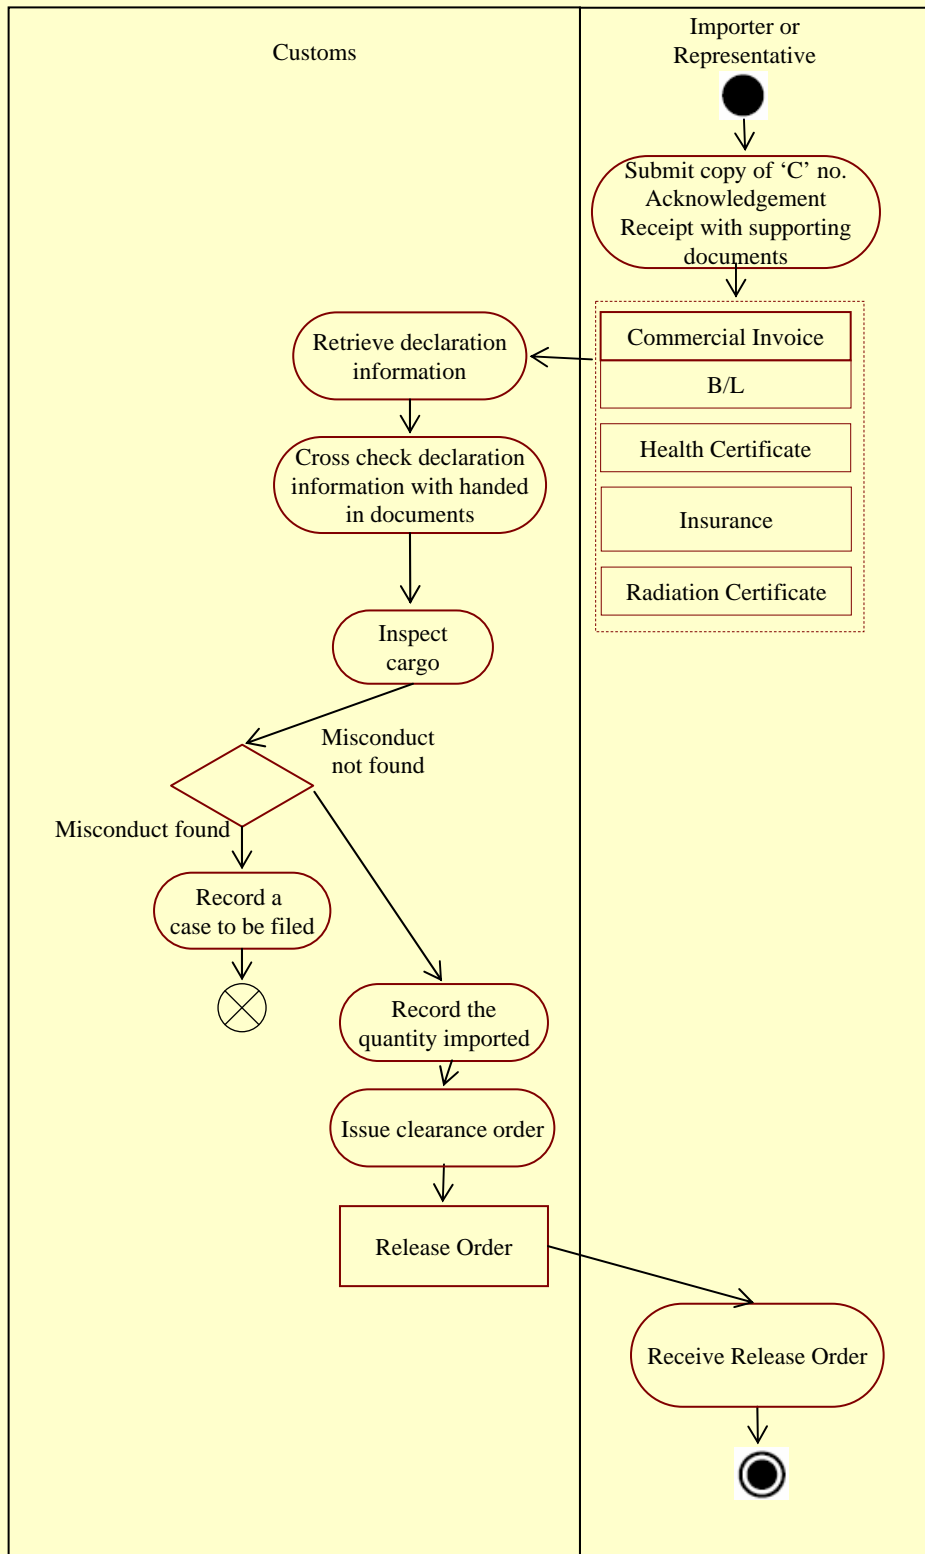 Customs
Importer or
Representative
Submit copy of ‘C’ no.
Acknowledgement
Receipt with supporting
documents
Commercial Invoice
B/L
Health Certificate
Insurance
Radiation Certificate
Retrieve declaration
information
Cross check declaration
information with handed
in documents
Inspect
cargo
Misconduct
not found
Misconduct found
Record a
case to be filed
Record the
quantity imported
Issue clearance order
Release Order
Receive Release Order